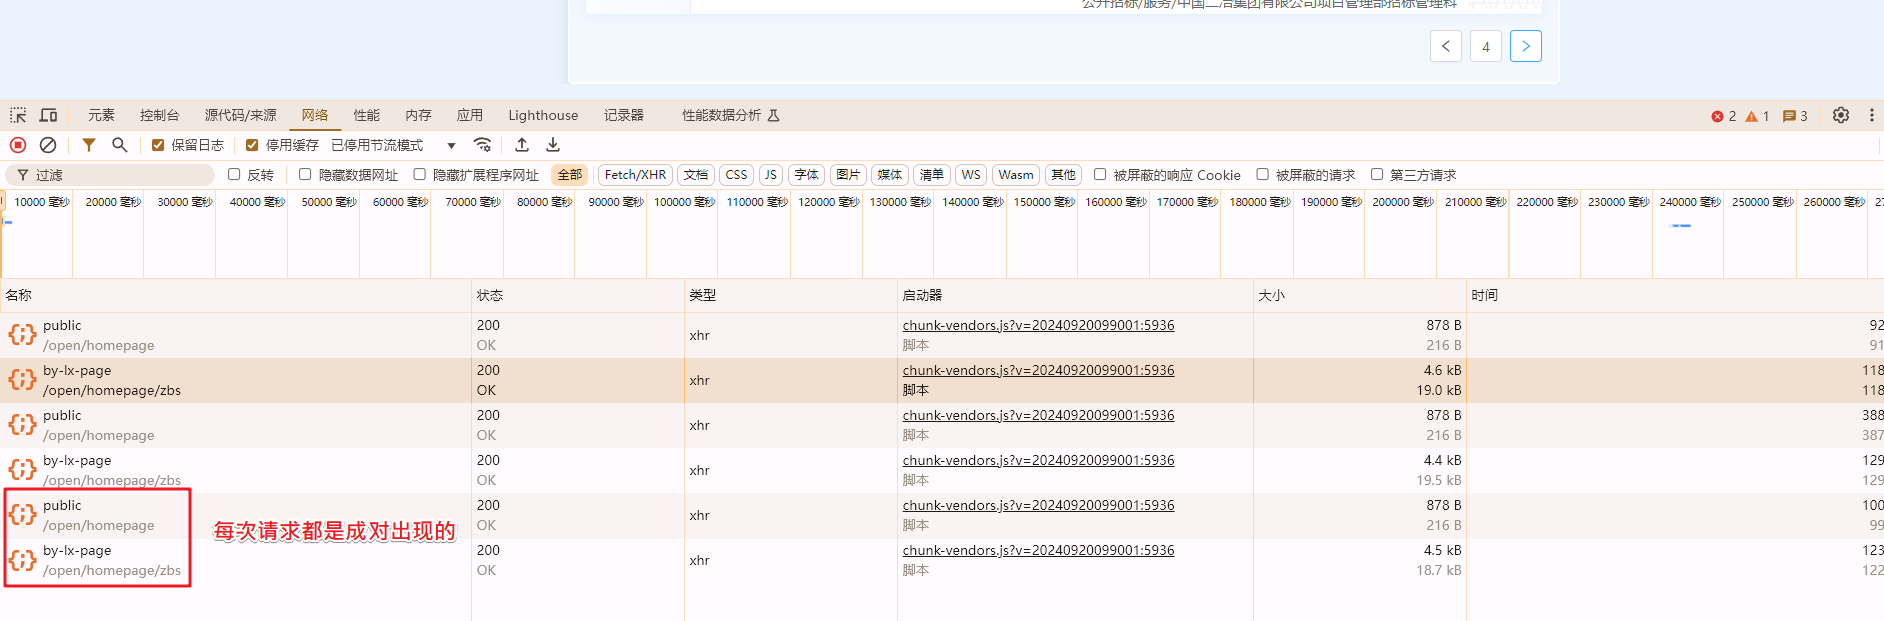 公开招标/服务/中国二冶集团有限公司项目管理部招标管理科
4
元素 控制台 源代码/来源 网络 性能 内存 应用 Lighthouse 记录器 性能数据分析 2 1 3
保留日志 停用缓存 已停用节流模式
过滤 反转 隐藏数据网址 隐藏扩展程序网址 全部 Fetch/XHR 文档 CSS JS 字体 图片 媒体 清单 WS Wasm 其他 被屏蔽的响应 Cookie 被屏蔽的请求 第三方请求
10000 毫秒 20000 毫秒 30000 毫秒 40000 毫秒 50000 毫秒 60000 毫秒 70000 毫秒 80000 毫秒 90000 毫秒 100000 毫秒 110000 毫秒 120000 毫秒 130000 毫秒 140000 毫秒 150000 毫秒 160000 毫秒 170000 毫秒 180000 毫秒 190000 毫秒 200000 毫秒 210000 毫秒 220000 毫秒 230000 毫秒 240000 毫秒 250000 毫秒 260000 毫秒 27
名称 状态 类型 启动器 大小 时间
public 200 xhr chunk-vendors.js?v=20240920099001:5936 878 B 92
/open/homepage OK 脚本 216 B 91
by-lx-page 200 xhr chunk-vendors.js?v=20240920099001:5936 4.6 kB 118
/open/homepage/zbs OK 脚本 19.0 kB 118
public 200 xhr chunk-vendors.js?v=20240920099001:5936 878 B 388
/open/homepage OK 脚本 216 B 387
by-lx-page 200 xhr chunk-vendors.js?v=20240920099001:5936 4.4 kB 129
/open/homepage/zbs OK 脚本 19.5 kB 129
public 200 xhr chunk-vendors.js?v=20240920099001:5936 878 B 100
/open/homepage OK 脚本 216 B 99
每次请求都是成对出现的
by-lx-page 200 xhr chunk-vendors.js?v=20240920099001:5936 4.5 kB 123
/open/homepage/zbs OK 脚本 18.7 kB 122